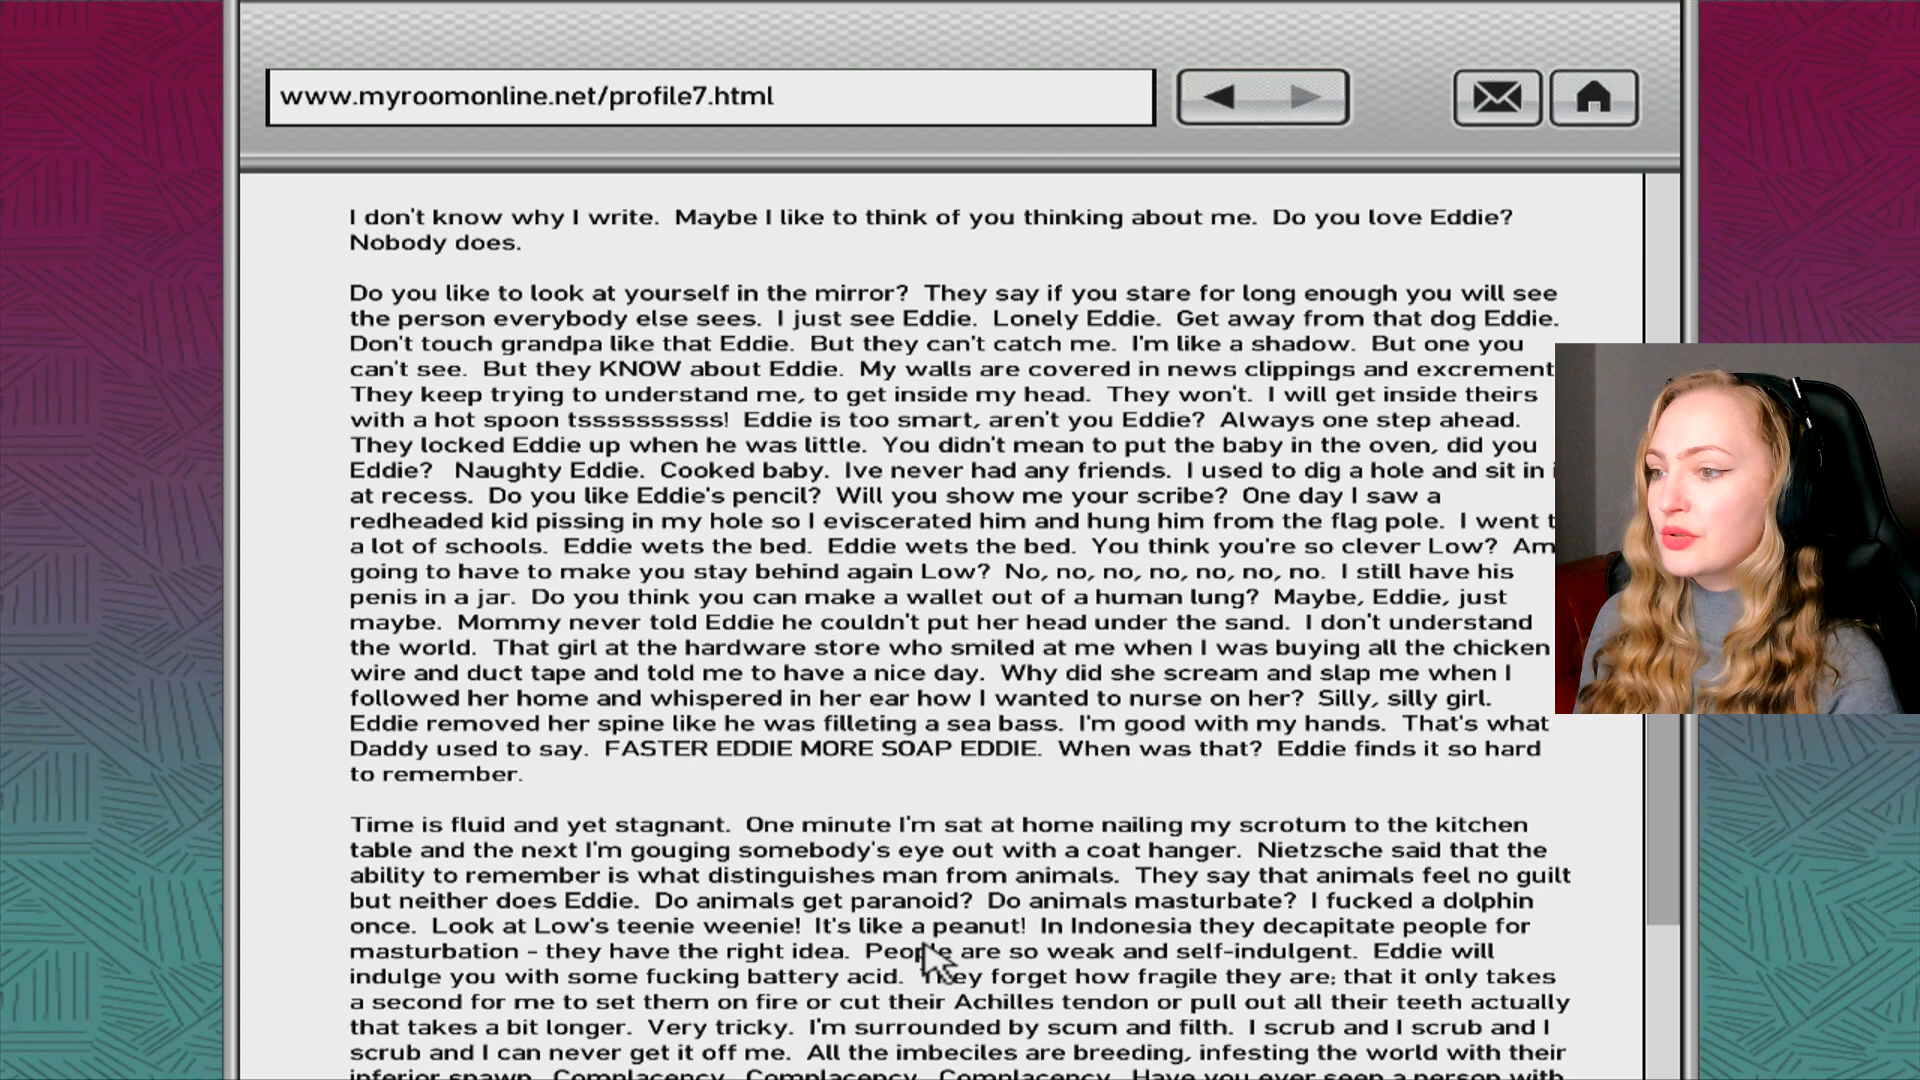 www.myroomonline.net/profile7.html
I don't know why I write.  Maybe I like to think of you thinking about me.  Do you love Eddie?
Nobody does.
Do you like to look at yourself in the mirror?  They say if you stare for long enough you will see
the person everybody else sees.  I just see Eddie.  Lonely Eddie.  Get away from that dog Eddie.
Don't touch grandpa like that Eddie.  But they can't catch me.  I'm like a shadow.  But one you
can't see.  But they KNOW about Eddie.  My walls are covered in news clippings and excrement
They keep trying to understand me, to get inside my head.  They won't.  I will get inside theirs
with a hot spoon tssssssssss!  Eddie is too smart, aren't you Eddie?  Always one step ahead.
They locked Eddie up when he was little.  You didn't mean to put the baby in the oven, did you
Eddie?   Naughty Eddie.  Cooked baby.  Ive never had any friends.  I used to dig a hole and sit in
at recess.  Do you like Eddie's pencil?  Will you show me your scribe?  One day I saw a
redheaded kid pissing in my hole so I eviscerated him and hung him from the flag pole.  I went
a lot of schools.  Eddie wets the bed.  Eddie wets the bed.  You think you're so clever Low?  Am
going to have to make you stay behind again Low?  No, no, no, no, no, no, no.  I still have his
penis in a jar.  Do you think you can make a wallet out of a human lung?  Maybe, Eddie, just
maybe.  Mommy never told Eddie he couldn't put her head under the sand.  I don't understand
the world.  That girl at the hardware store who smiled at me when I was buying all the chicken
wire and duct tape and told me to have a nice day.  Why did she scream and slap me when I
followed her home and whispered in her ear how I wanted to nurse on her?  Silly, silly girl.
Eddie removed her spine like he was filleting a sea bass.  I'm good with my hands.  That's what
Daddy used to say.  FASTER EDDIE MORE SOAP EDDIE.  When was that?  Eddie finds it so hard
to remember.
Time is fluid and yet stagnant.  One minute I'm sat at home nailing my scrotum to the kitchen
table and the next I'm gouging somebody's eye out with a coat hanger.  Nietzsche said that the
ability to remember is what distinguishes man from animals.  They say that animals feel no guilt
but neither does Eddie.  Do animals get paranoid?  Do animals masturbate?  I fucked a dolphin
once.  Look at Low's teenie weenie!  It's like a peanut!  In Indonesia they decapitate people for
masturbation - they have the right idea.  People are so weak and self-indulgent.  Eddie will
indulge you with some fucking battery acid.  They forget how fragile they are; that it only takes
a second for me to set them on fire or cut their Achilles tendon or pull out all their teeth actually
that takes a bit longer.  Very tricky.  I'm surrounded by scum and filth.  I scrub and I scrub and I
scrub and I can never get it off me.  All the imbeciles are breeding, infesting the world with their
inferior spawn.  Complacency.  Complacency.  Complacency.  Have you ever seen a person with